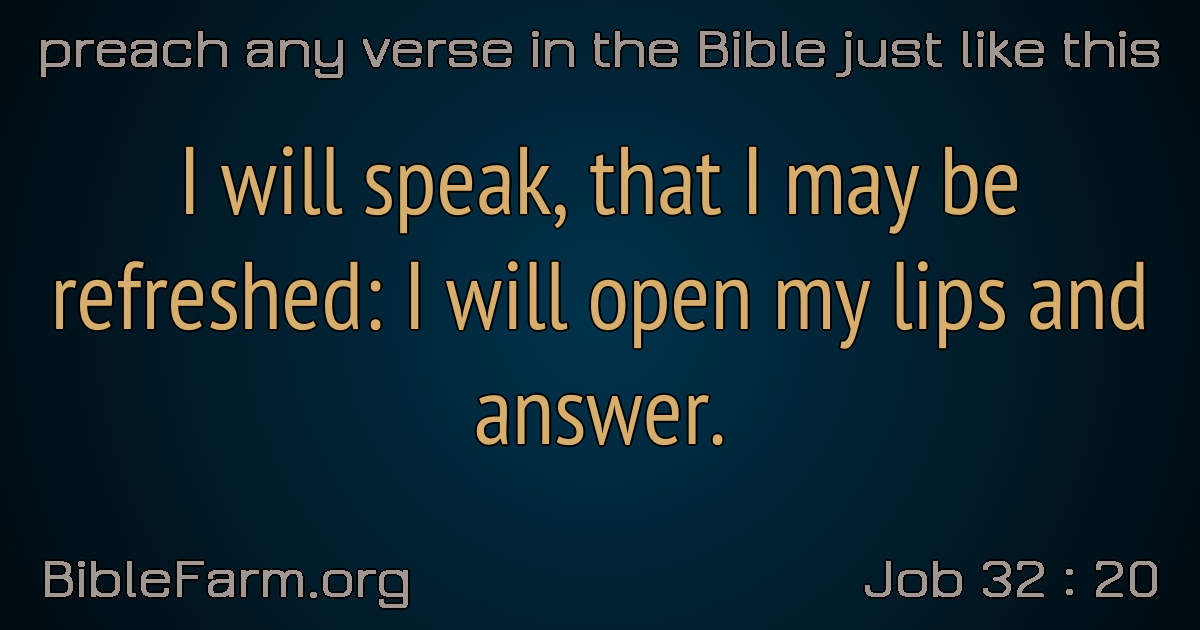 preach any verse in the Bible just like this
I will speak, that I may be
refreshed: I will open my lips and
answer.
BibleFarm.org
Job 32 : 20